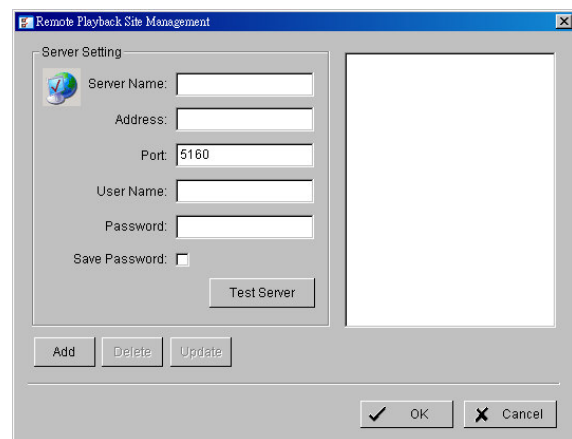 Remote Playback Site Management
Server Setting
Server Name:
Address:
Port: 5160
User Name:
Password:
Save Password:
Test Server
Add Delete Update
OK Cancel